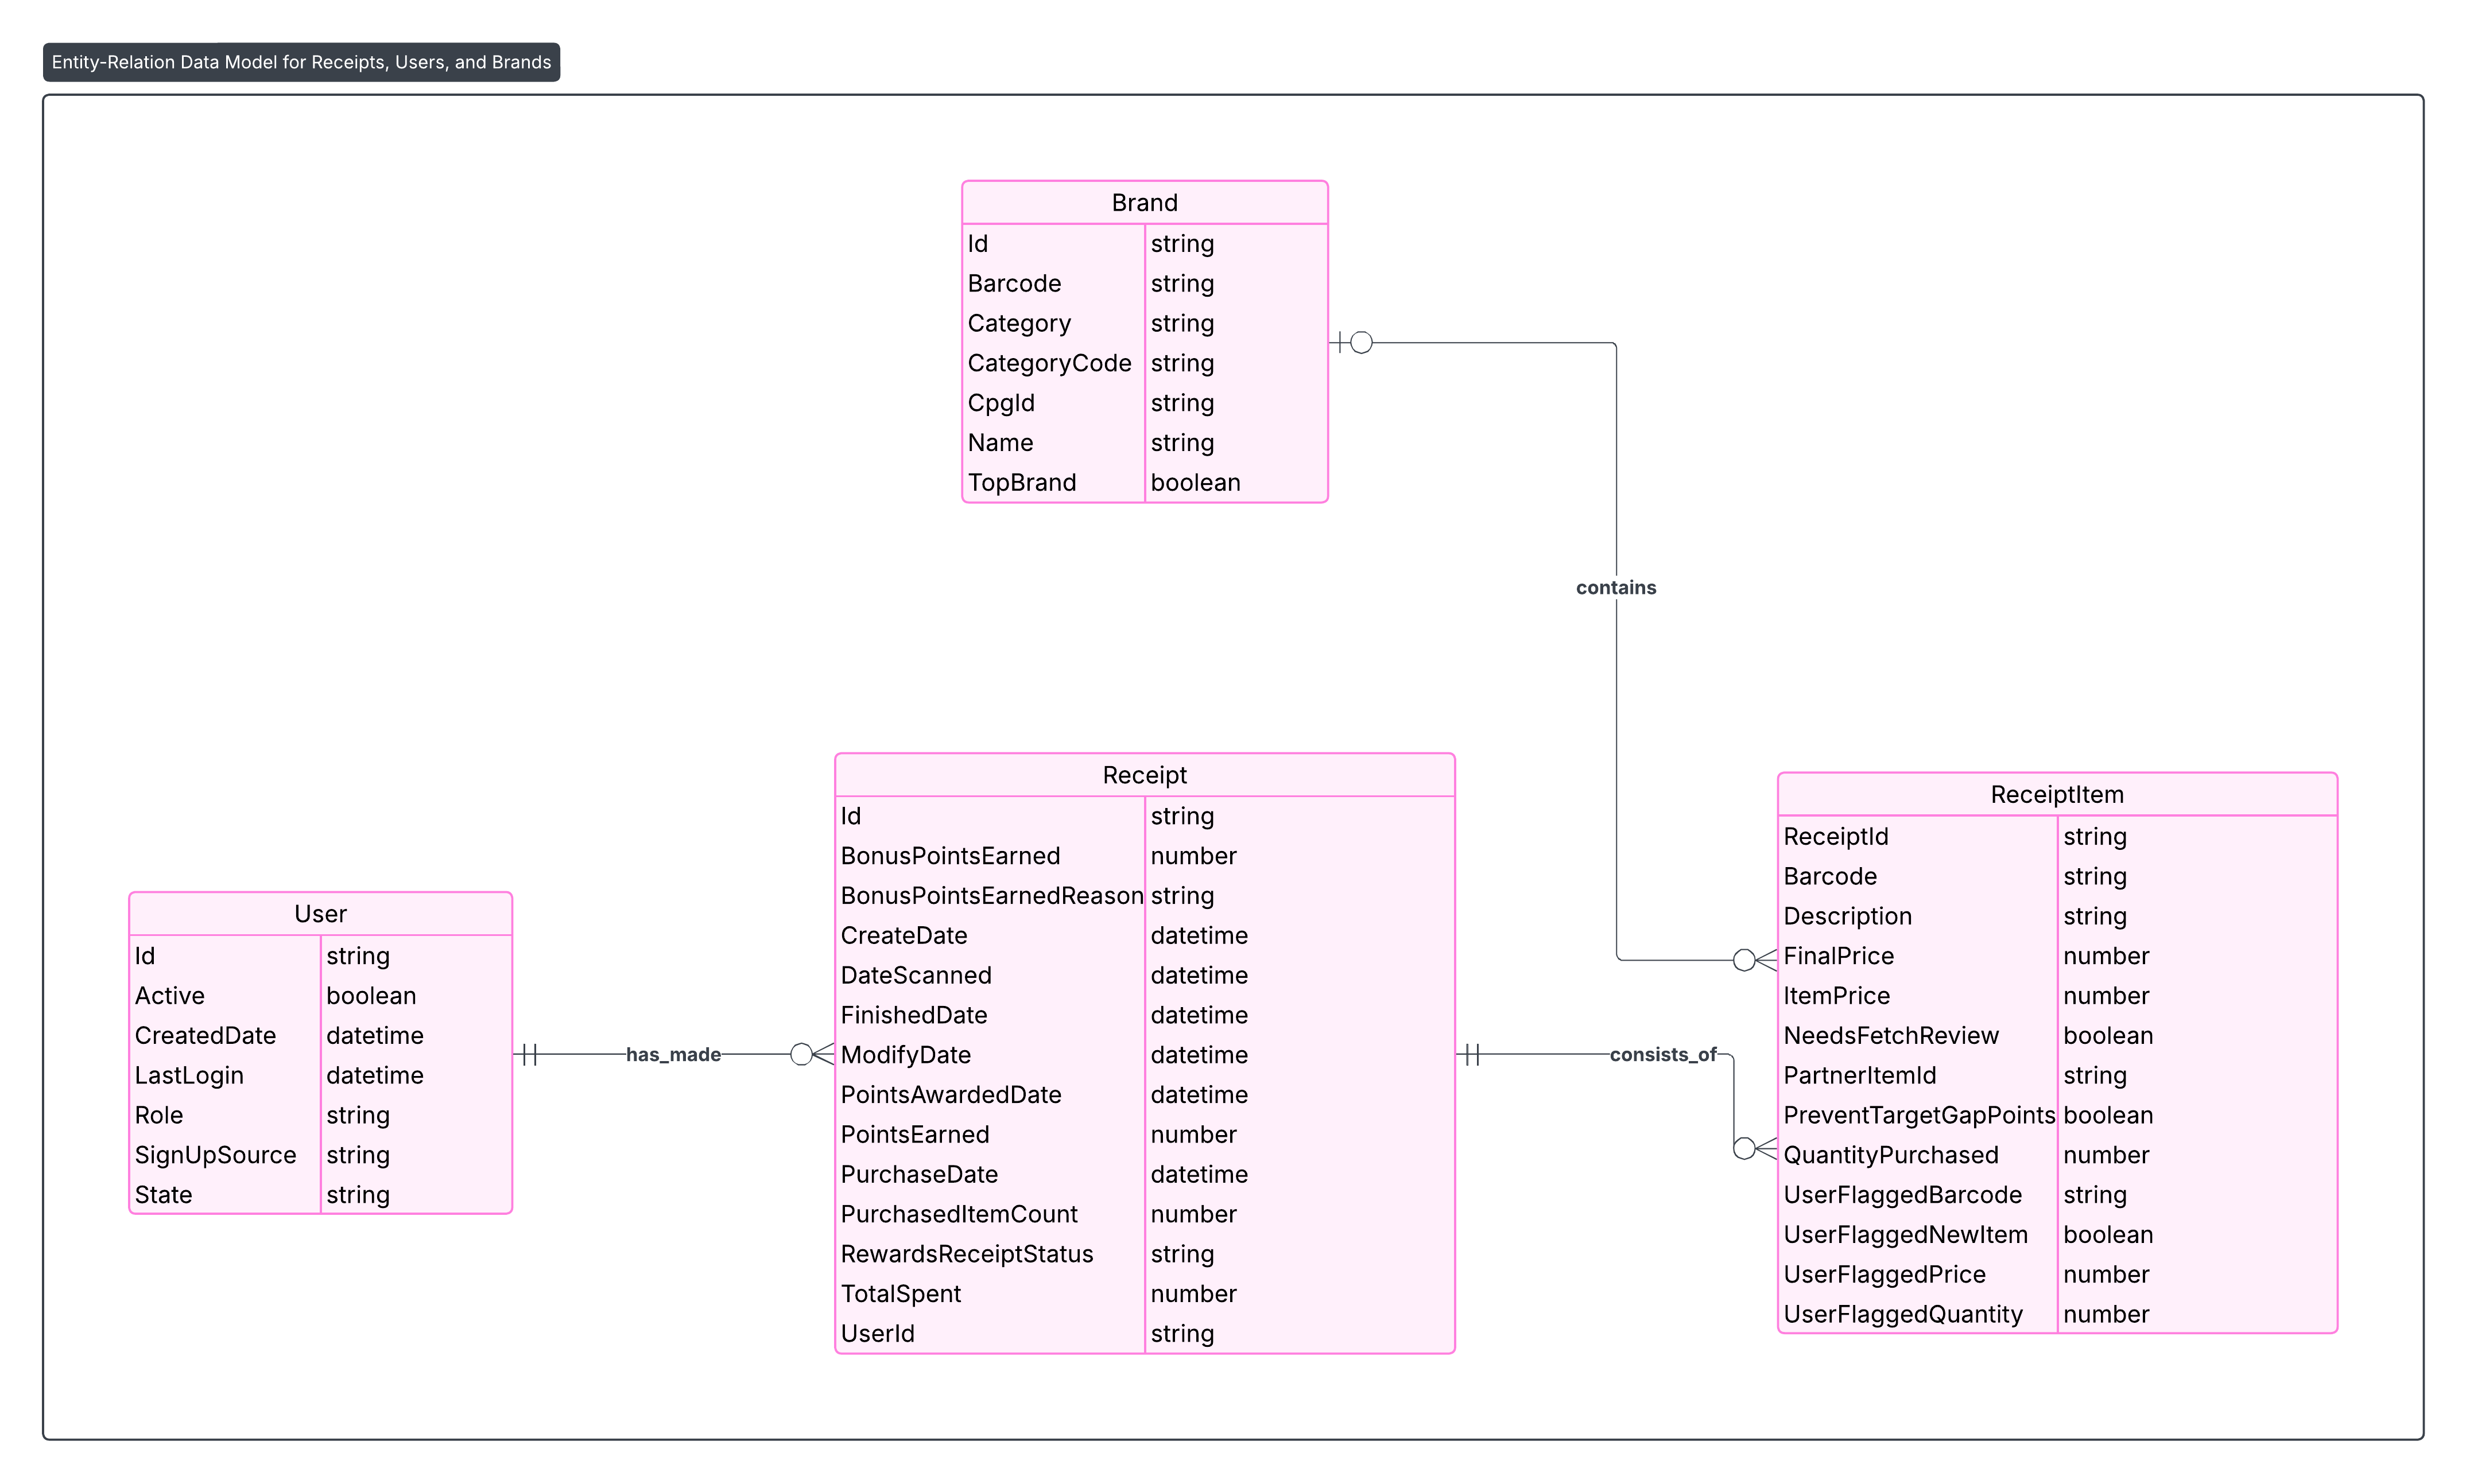 Entity-Relation Data Model for Receipts, Users, and Brands
Brand
Id string
Barcode string
Category string
CategoryCode string
CpgId string
Name string
TopBrand boolean
contains
Receipt
Id string
BonusPointsEarned number
BonusPointsEarnedReason string
CreateDate datetime
DateScanned datetime
FinishedDate datetime
ModifyDate datetime
PointsAwardedDate datetime
PointsEarned number
PurchaseDate datetime
PurchasedItemCount number
RewardsReceiptStatus string
TotalSpent number
UserId string
ReceiptItem
ReceiptId string
Barcode string
Description string
FinalPrice number
ItemPrice number
NeedsFetchReview boolean
PartnerItemId string
PreventTargetGapPoints boolean
QuantityPurchased number
UserFlaggedBarcode string
UserFlaggedNewItem boolean
UserFlaggedPrice number
UserFlaggedQuantity number
User
Id string
Active boolean
CreatedDate datetime
LastLogin datetime
Role string
SignUpSource string
State string
has_made
consists_of